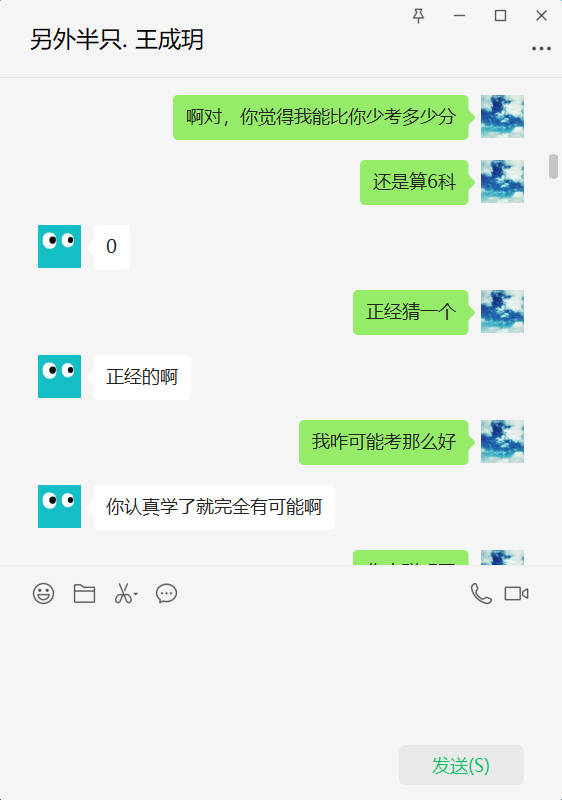 另外半只. 王成玥
啊对，你觉得我能比你少考多少分
还是算6科
0
正经猜一个
正经的啊
我咋可能考那么好
你认真学了就完全有可能啊
发送(S)